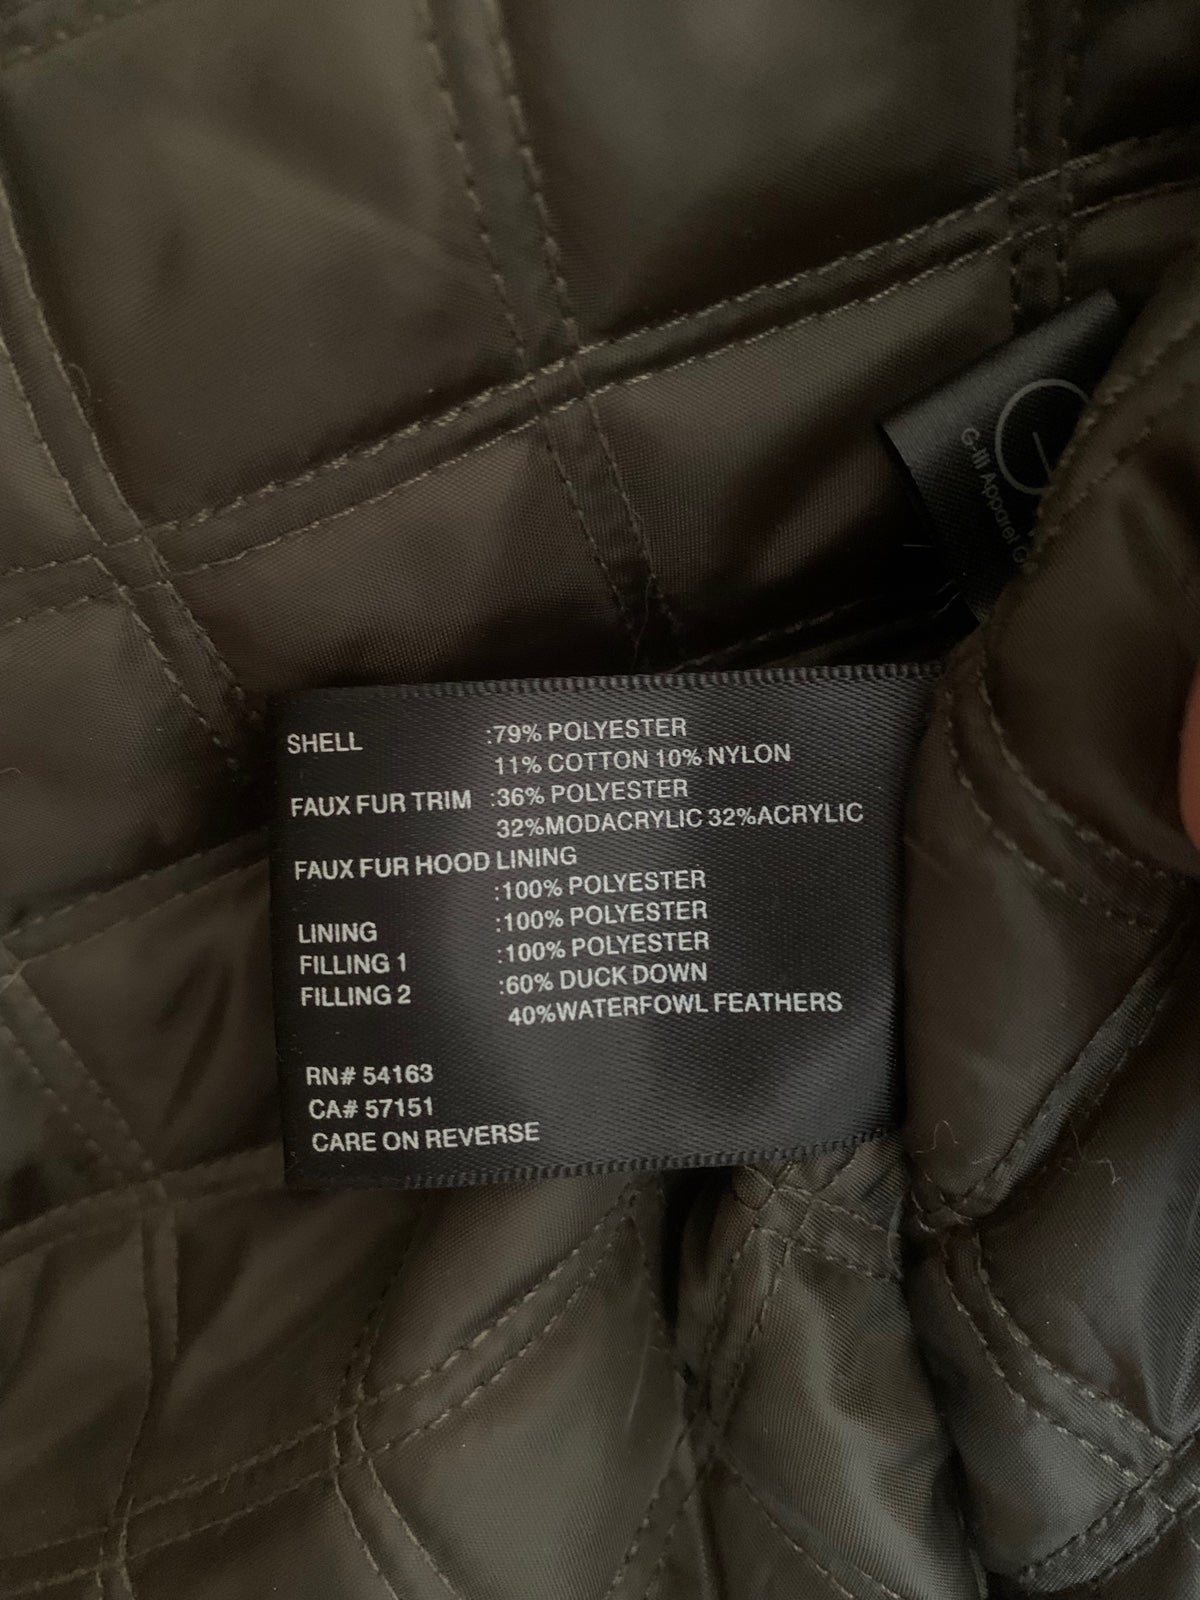 G-III Apparel
SHELL :79% POLYESTER
11% COTTON 10% NYLON
FAUX FUR TRIM :36% POLYESTER
32%MODACRYLIC 32%ACRYLIC
FAUX FUR HOOD LINING
:100% POLYESTER
LINING :100% POLYESTER
FILLING 1 :100% POLYESTER
FILLING 2 :60% DUCK DOWN
40%WATERFOWL FEATHERS
RN# 54163
CA# 57151
CARE ON REVERSE